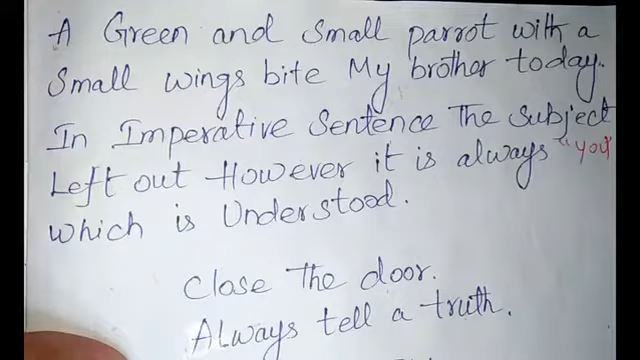 A Green and small parrot with a
small wings bite My brother today.
In Imperative Sentence The Subject
Left out However it is always "you"
which is Understood.
Close The door.
ALways tell a truth.